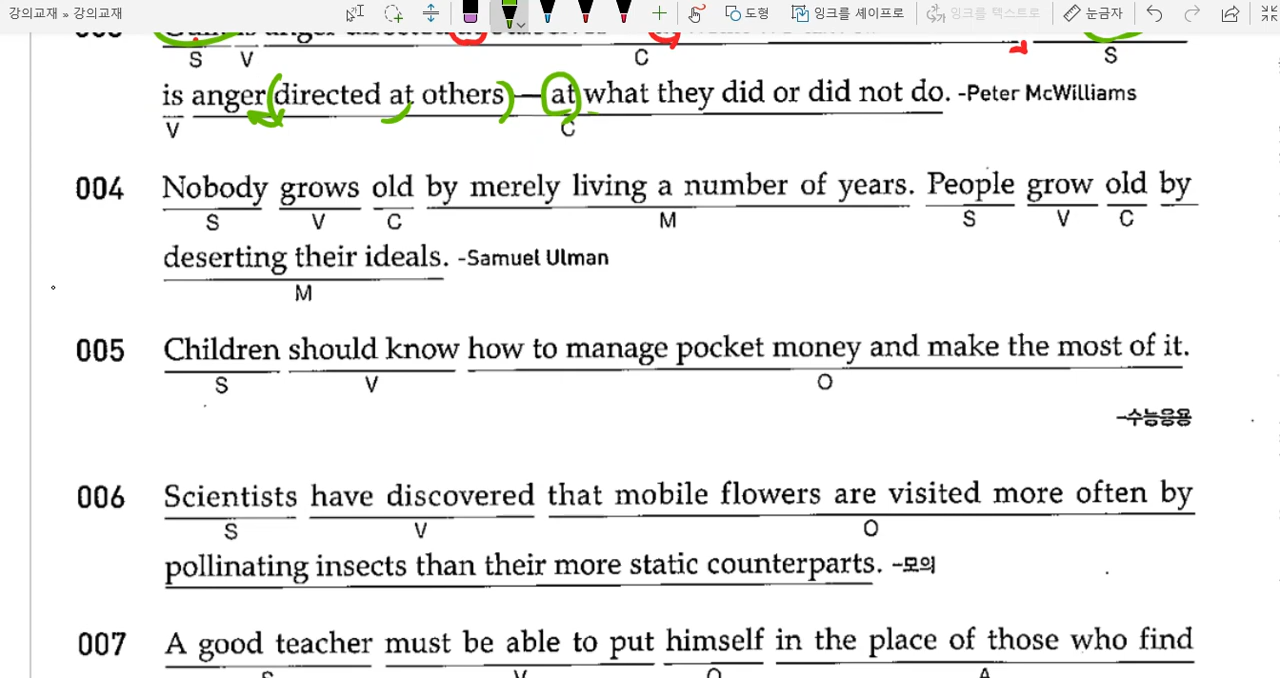 강의교재 » 강의교재 도형 잉크를 셰이프로 잉크를 텍스트로 눈금자
S V C S
is anger directed at others — at what they did or did not do. -Peter McWilliams
V C
004 Nobody grows old by merely living a number of years. People grow old by
S V C M S V C
deserting their ideals. -Samuel Ulman
M
005 Children should know how to manage pocket money and make the most of it.
S V O
-수능응용
006 Scientists have discovered that mobile flowers are visited more often by
S V O
pollinating insects than their more static counterparts. -모의
007 A good teacher must be able to put himself in the place of those who find